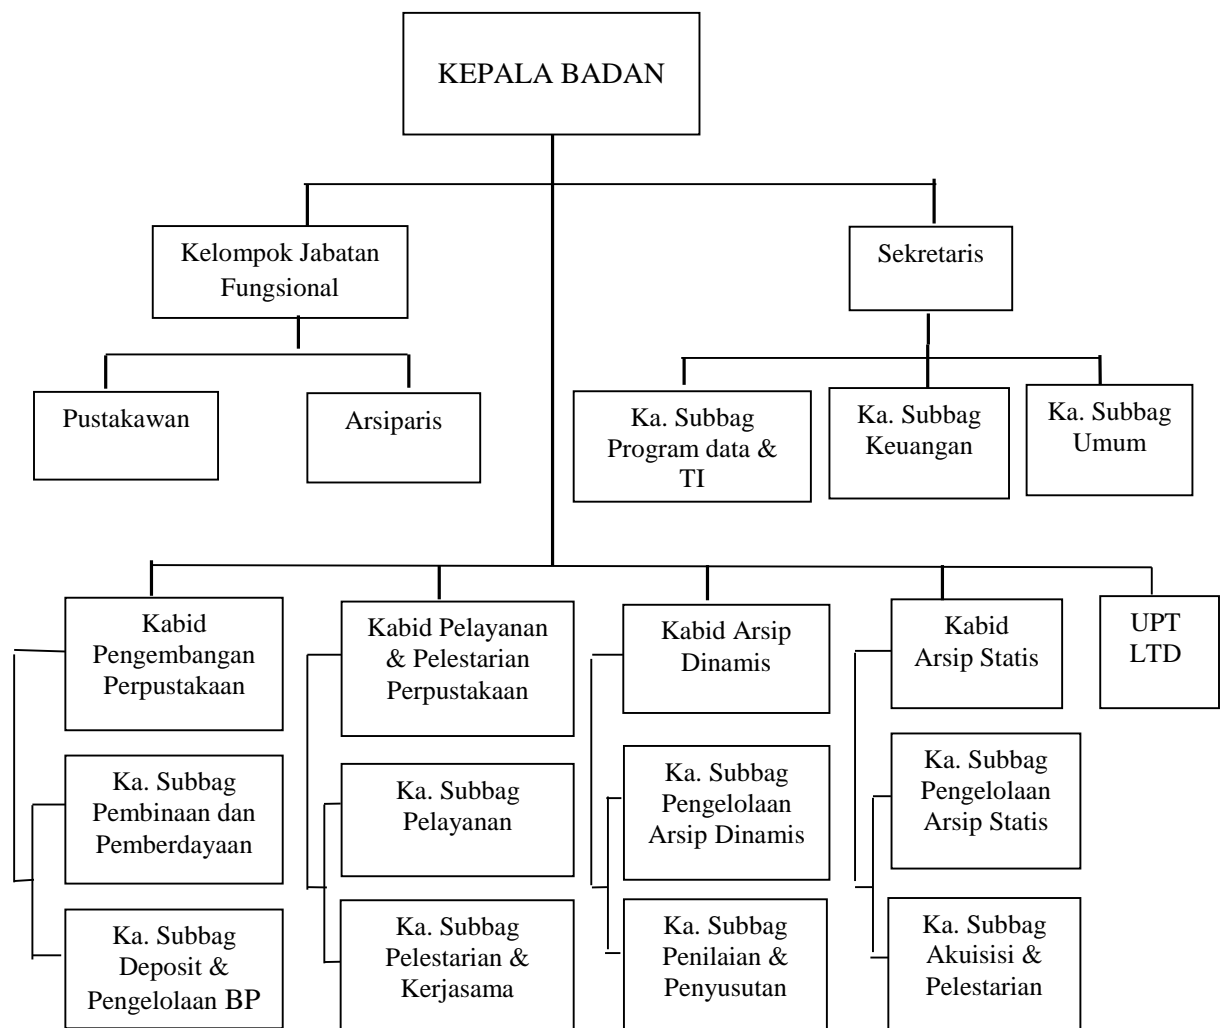 KEPALA BADAN
Kelompok Jabatan
Fungsional
Sekretaris
Pustakawan
Arsiparis
Ka. Subbag
Program data &
TI
Ka. Subbag
Keuangan
Ka. Subbag
Umum
Kabid
Pengembangan
Perpustakaan
Kabid Pelayanan
& Pelestarian
Perpustakaan
Kabid Arsip
Dinamis
Kabid
Arsip Statis
UPT
LTD
Ka. Subbag
Pembinaan dan
Pemberdayaan
Ka. Subbag
Pelayanan
Ka. Subbag
Pengelolaan
Arsip Dinamis
Ka. Subbag
Pengelolaan
Arsip Statis
Ka. Subbag
Deposit &
Pengelolaan BP
Ka. Subbag
Pelestarian &
Kerjasama
Ka. Subbag
Penilaian &
Penyusutan
Ka. Subbag
Akuisisi &
Pelestarian